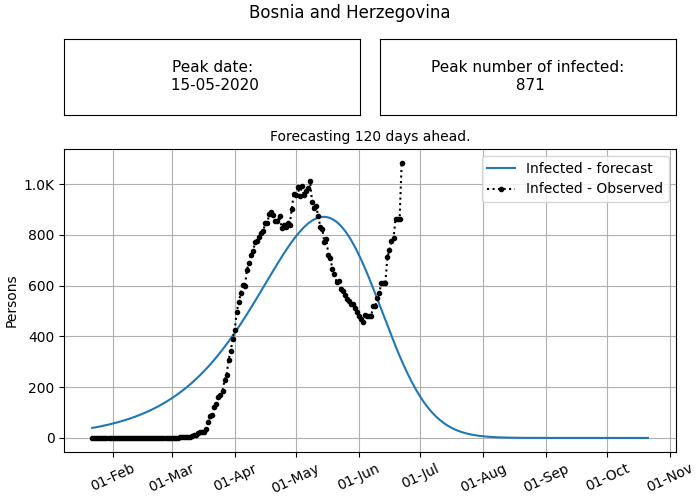 Bosnia and Herzegovina
Peak date:
15-05-2020
Peak number of infected:
871
Forecasting 120 days ahead.
Infected - forecast
Infected - Observed
1.0K
800
600
400
200
0
Persons
01-Feb
01-Mar
01-Apr
01-May
01-Jun
01-Jul
01-Aug
01-Sep
01-Oct
01-Nov